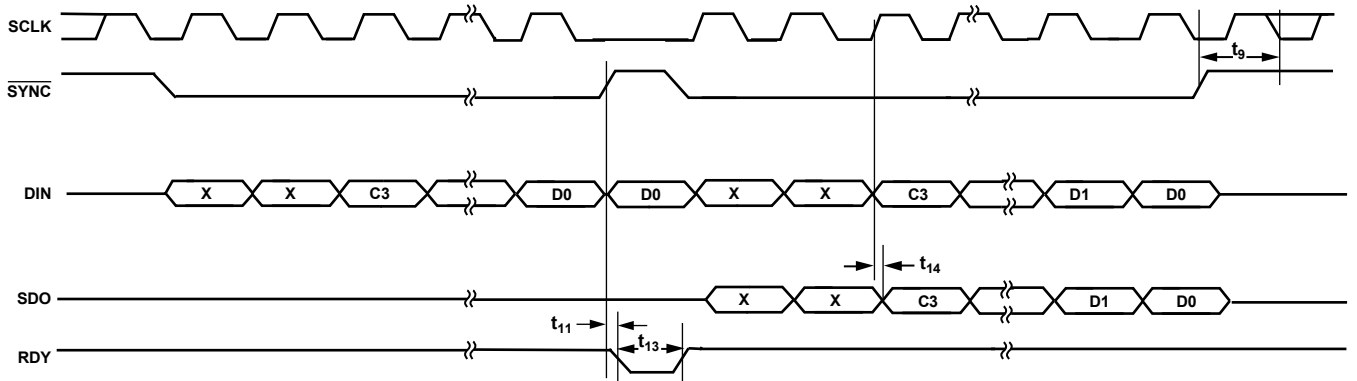 SCLK
t9
SYNC
DIN X X C3 D0 D0 X X C3 D1 D0
t14
SDO X X C3 D1 D0
t11 t13
RDY